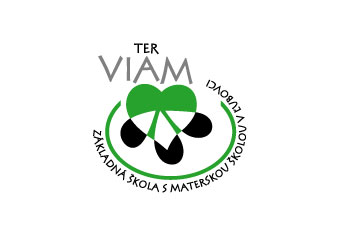 TER
VIAM
ZÁKLADNÁ ŠKOLA S MATERSKOU ŠKOLOU V ĽUBOVCI